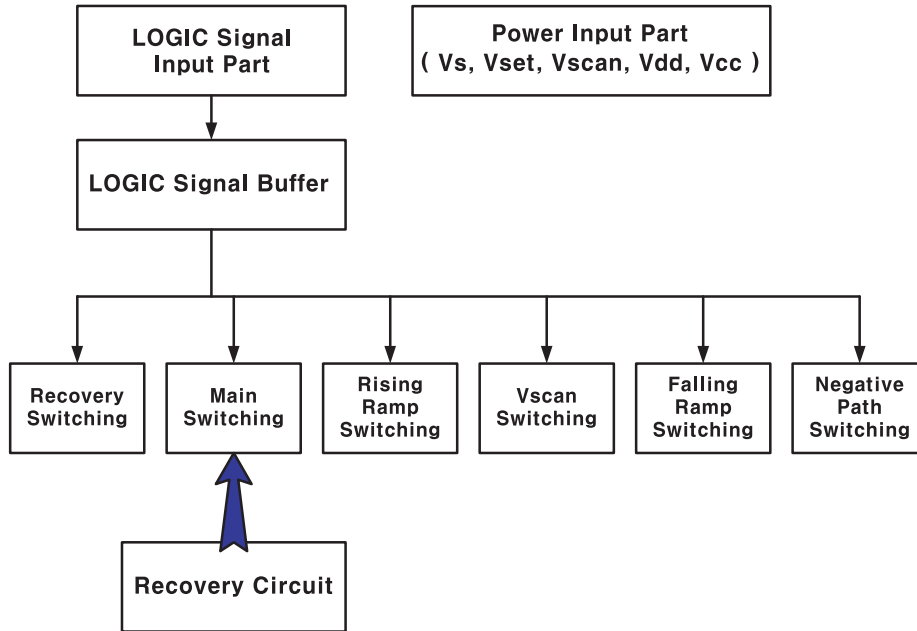 LOGIC Signal
Input Part
Power Input Part
( Vs, Vset, Vscan, Vdd, Vcc )
LOGIC Signal Buffer
Recovery
Switching
Main
Switching
Rising
Ramp
Switching
Vscan
Switching
Falling
Ramp
Switching
Negative
Path
Switching
Recovery Circuit